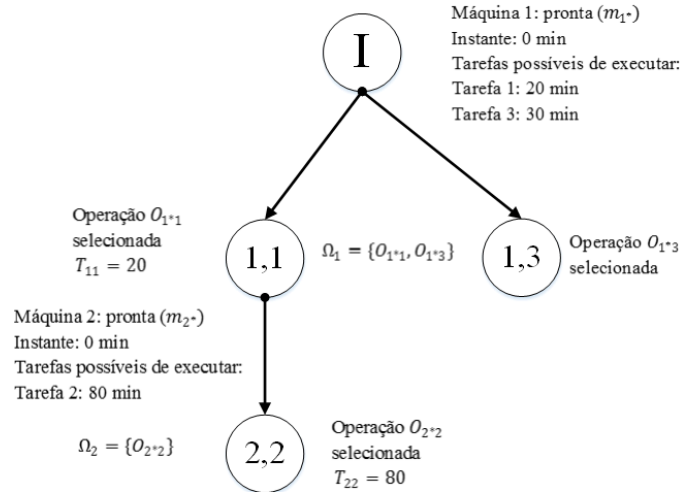 I
Máquina 1: pronta (m₁*)
Instante: 0 min
Tarefas possíveis de executar:
Tarefa 1: 20 min
Tarefa 3: 30 min
Operação O₁*₁
selecionada
T₁₁ = 20
1,1
Ω₁ = {O₁*₁, O₁*₃}
1,3
Operação O₁*₃
selecionada
Máquina 2: pronta (m₂*)
Instante: 0 min
Tarefas possíveis de executar:
Tarefa 2: 80 min
Ω₂ = {O₂*₂}
2,2
Operação O₂*₂
selecionada
T₂₂ = 80